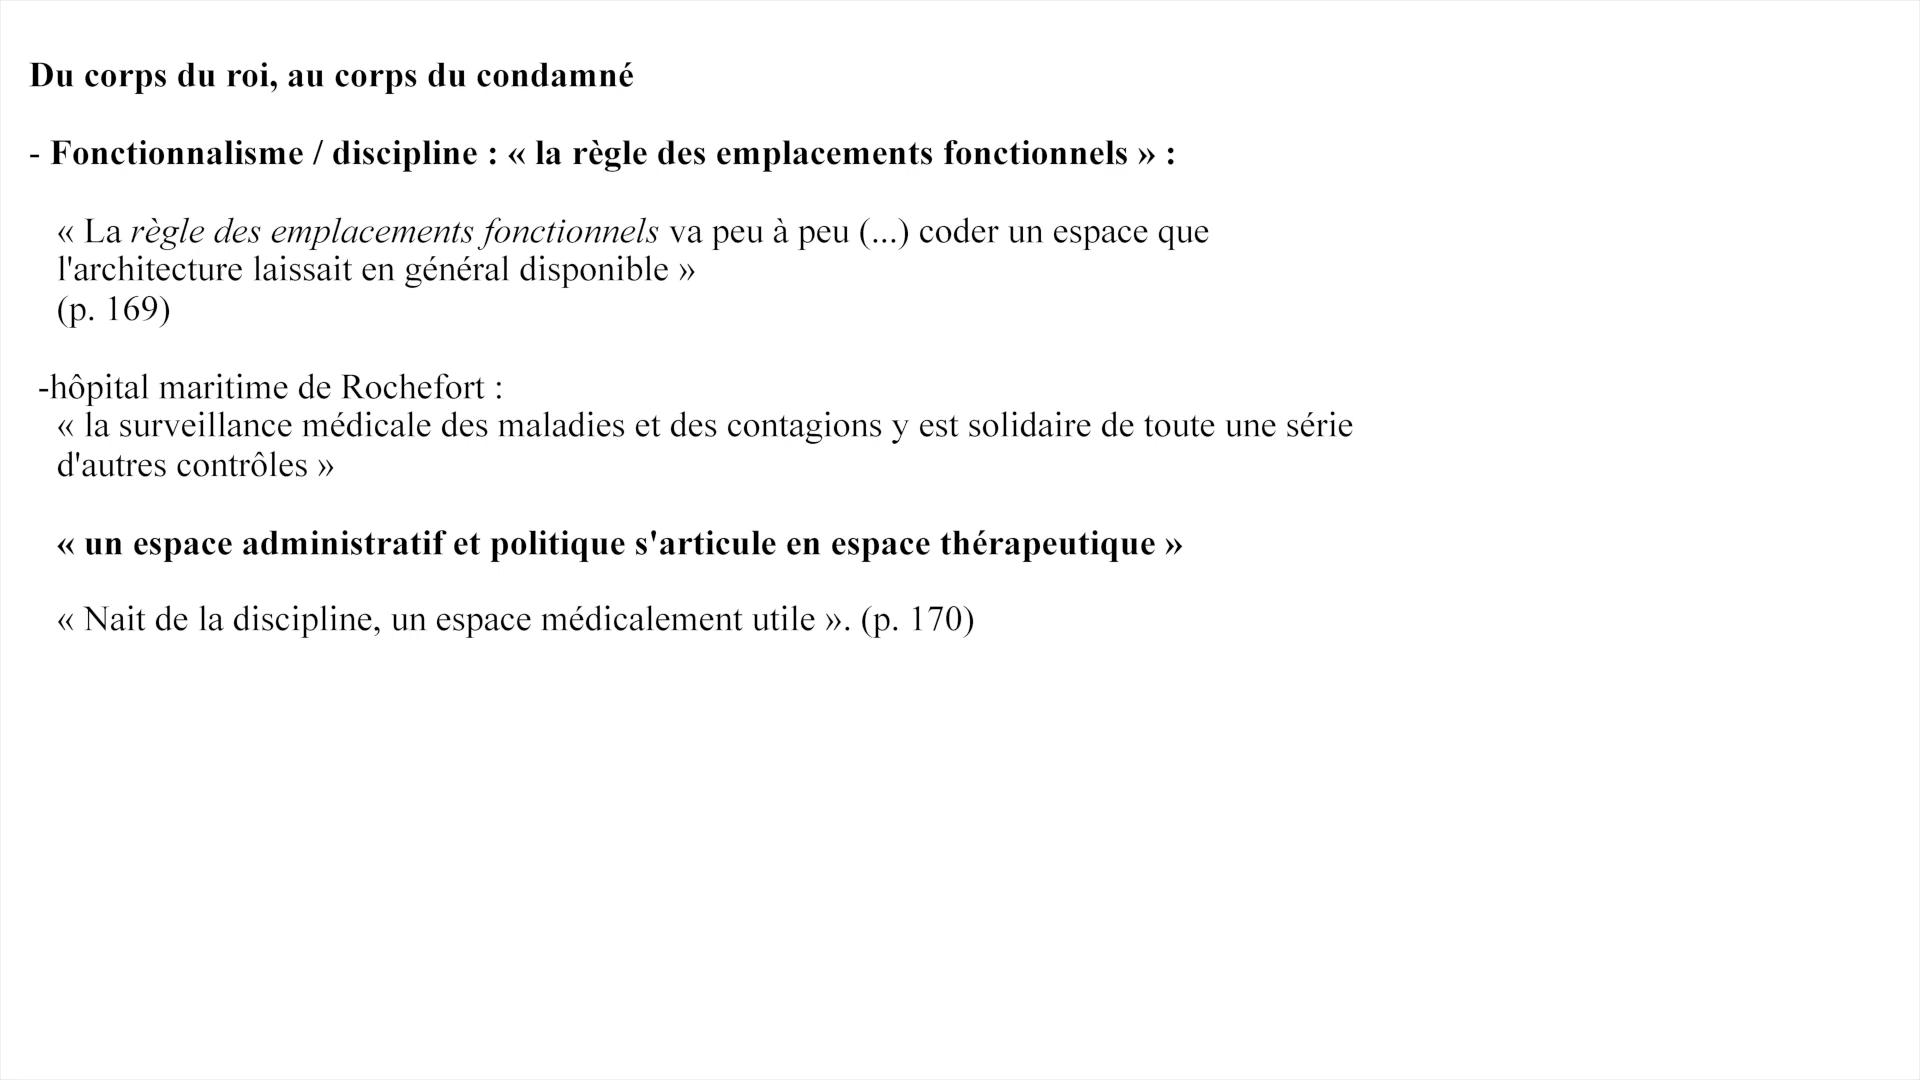 Du corps du roi, au corps du condamné
- Fonctionnalisme / discipline : « la règle des emplacements fonctionnels » :
« La règle des emplacements fonctionnels va peu à peu (...) coder un espace que
l'architecture laissait en général disponible »
(p. 169)
-hôpital maritime de Rochefort :
« la surveillance médicale des maladies et des contagions y est solidaire de toute une série
d'autres contrôles »
« un espace administratif et politique s'articule en espace thérapeutique »
« Nait de la discipline, un espace médicalement utile ». (p. 170)